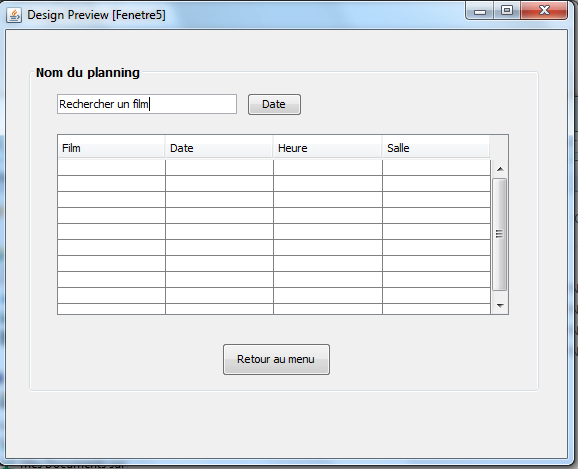 Design Preview [Fenetre5]
Nom du planning
Rechercher un film
Date
Film Date Heure Salle
Retour au menu